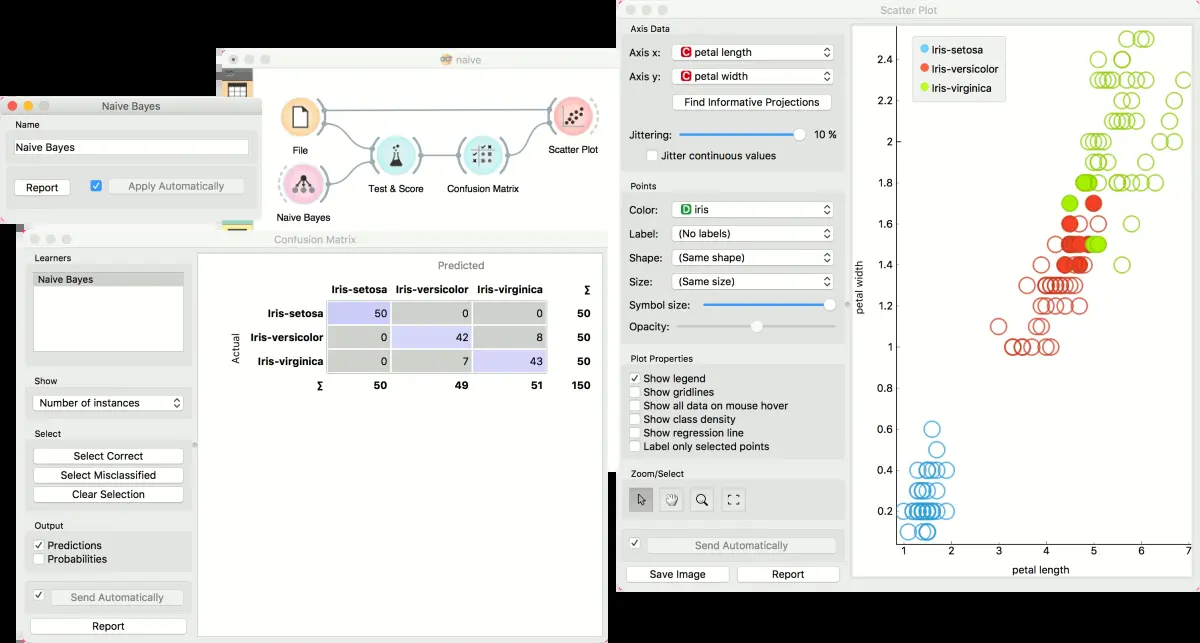 Naive Bayes
Name
Naive Bayes
Report
Apply Automatically
naive
File
Naive Bayes
Test & Score
Confusion Matrix
Scatter Plot
Confusion Matrix
Learners
Naive Bayes
Show
Number of instances
Select
Select Correct
Select Misclassified
Clear Selection
Output
Predictions
Probabilities
Send Automatically
Report
Predicted
Iris-setosa Iris-versicolor Iris-virginica Σ
Actual
Iris-setosa 50 0 0 50
Iris-versicolor 0 42 8 50
Iris-virginica 0 7 43 50
Σ 50 49 51 150
Scatter Plot
Axis Data
Axis x: C petal length
Axis y: C petal width
Find Informative Projections
Jittering: 10 %
Jitter continuous values
Points
Color: D iris
Label: (No labels)
Shape: (Same shape)
Size: (Same size)
Symbol size:
Opacity:
Plot Properties
Show legend
Show gridlines
Show all data on mouse hover
Show class density
Show regression line
Label only selected points
Zoom/Select
Send Automatically
Save Image
Report
Iris-setosa
Iris-versicolor
Iris-virginica
petal width
2.4
2.2
2
1.8
1.6
1.4
1.2
1
0.8
0.6
0.4
0.2
1 2 3 4 5 6 7
petal length